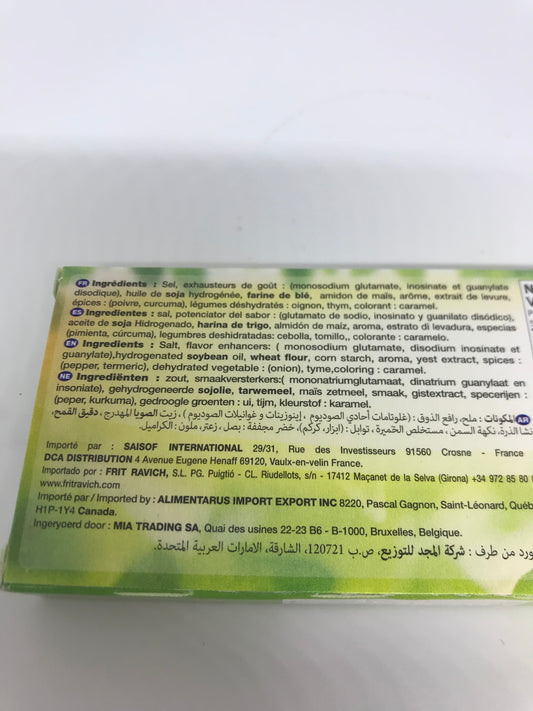 FR Ingrédients : Sel, exhausteurs de goût : (monosodium glutamate, inosinate et guanylate
disodique), huile de soja hydrogénée, farine de blé, amidon de maïs, arôme, extrait de levure,
épices : (poivre, curcuma), légumes déshydratés : oignon, thym, colorant : caramel.
ES Ingredientes : sal, potenciator del sabor : (glutamato de sodio, inosinato y guanilato disódico),
aceite de soja Hidrogenado, harina de trigo, almidón de maíz, aroma, estrato di levadura, especias
(pimienta, cúrcuma), legumbres deshidratadas: cebolla, tomillo,, colorante : caramelo.
EN Ingredients : Salt, flavor enhancers: ( monosodium glutamate, disodium inosinate et
guanylate),hydrogenated soybean oil, wheat flour, corn starch, aroma, yest extract, spices :
(pepper, termeric), dehydrated vegetable : (onion), tyme,coloring : caramel.
NE Ingrediënten : zout, smaakversterkers:( mononatriumglutamaat, dinatrium guanylaat en
insoniate), gehydrogeneerde sojolie, tarwemeel, maïs zetmeel, smaak, gistextract, specerijen :
(peper, kurkuma), gedroogle groenten : ui, tijm, kleurstof : karamel.
AR المكونات : ملح، رافع الذوق : (غلومامات أحادي الصوديوم ، إينوزينات و غوانيلات الصوديوم ) ، زيت الصويا المهدرج، دقيق القمح،
نشا الذرة، نكهة السمن، مستخلص الخميرة، توابل : (ابزار، كركم)، خضر مجففة : بصل ، زعتر، ملون : الكراميل.
Importé par : SAISOF INTERNATIONAL 29/31, Rue des Investisseurs 91560 Crosne - France
DCA DISTRIBUTION 4 Avenue Eugene Henaff 69120, Vaulx-en-velin France.
Importado por : FRIT RAVICH, S.L. PG. Puigtió - CL. Riudellots, s/n - 17412 Maçanet de la Selva (Girona) +34 972 85 80
www.fritravich.com
Importé par / Imported by : ALIMENTARUS IMPORT EXPORT INC 8220, Pascal Gagnon, Saint-Léonard, Québ
H1P-1Y4 Canada.
Ingeryoerd door : MIA TRADING SA, Quai des usines 22-23 B6 - B-1000, Bruxelles, Belgique.
ورد من طرف : شركة المجد للتوزيع، ص.ب 120721، الشارقة، الامارات العربية المتحدة.